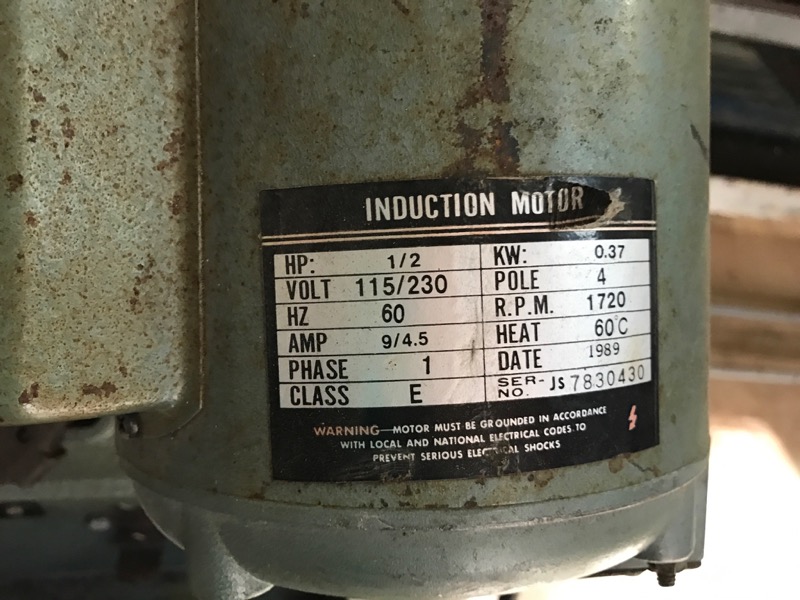 INDUCTION MOTOR
HP: 1/2 KW: 0.37
VOLT 115/230 POLE 4
HZ 60 R.P.M. 1720
AMP 9/4.5 HEAT 60°C
PHASE 1 DATE 1989
CLASS E SER-NO. JS 7830430
WARNING—MOTOR MUST BE GROUNDED IN ACCORDANCE
WITH LOCAL AND NATIONAL ELECTRICAL CODES TO
PREVENT SERIOUS ELECTRICAL SHOCKS